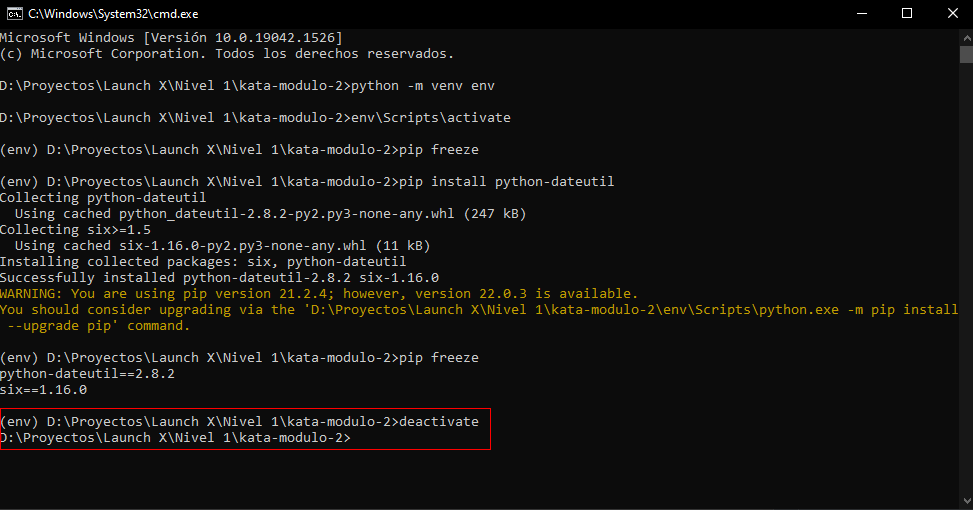 C:\Windows\System32\cmd.exe
Microsoft Windows [Versión 10.0.19042.1526]
(c) Microsoft Corporation. Todos los derechos reservados.
D:\Proyectos\Launch X\Nivel 1\kata-modulo-2>python -m venv env
D:\Proyectos\Launch X\Nivel 1\kata-modulo-2>env\Scripts\activate
(env) D:\Proyectos\Launch X\Nivel 1\kata-modulo-2>pip freeze
(env) D:\Proyectos\Launch X\Nivel 1\kata-modulo-2>pip install python-dateutil
Collecting python-dateutil
  Using cached python_dateutil-2.8.2-py2.py3-none-any.whl (247 kB)
Collecting six>=1.5
  Using cached six-1.16.0-py2.py3-none-any.whl (11 kB)
Installing collected packages: six, python-dateutil
Successfully installed python-dateutil-2.8.2 six-1.16.0
WARNING: You are using pip version 21.2.4; however, version 22.0.3 is available.
You should consider upgrading via the 'D:\Proyectos\Launch X\Nivel 1\kata-modulo-2\env\Scripts\python.exe -m pip install
 --upgrade pip' command.
(env) D:\Proyectos\Launch X\Nivel 1\kata-modulo-2>pip freeze
python-dateutil==2.8.2
six==1.16.0
(env) D:\Proyectos\Launch X\Nivel 1\kata-modulo-2>deactivate
D:\Proyectos\Launch X\Nivel 1\kata-modulo-2>